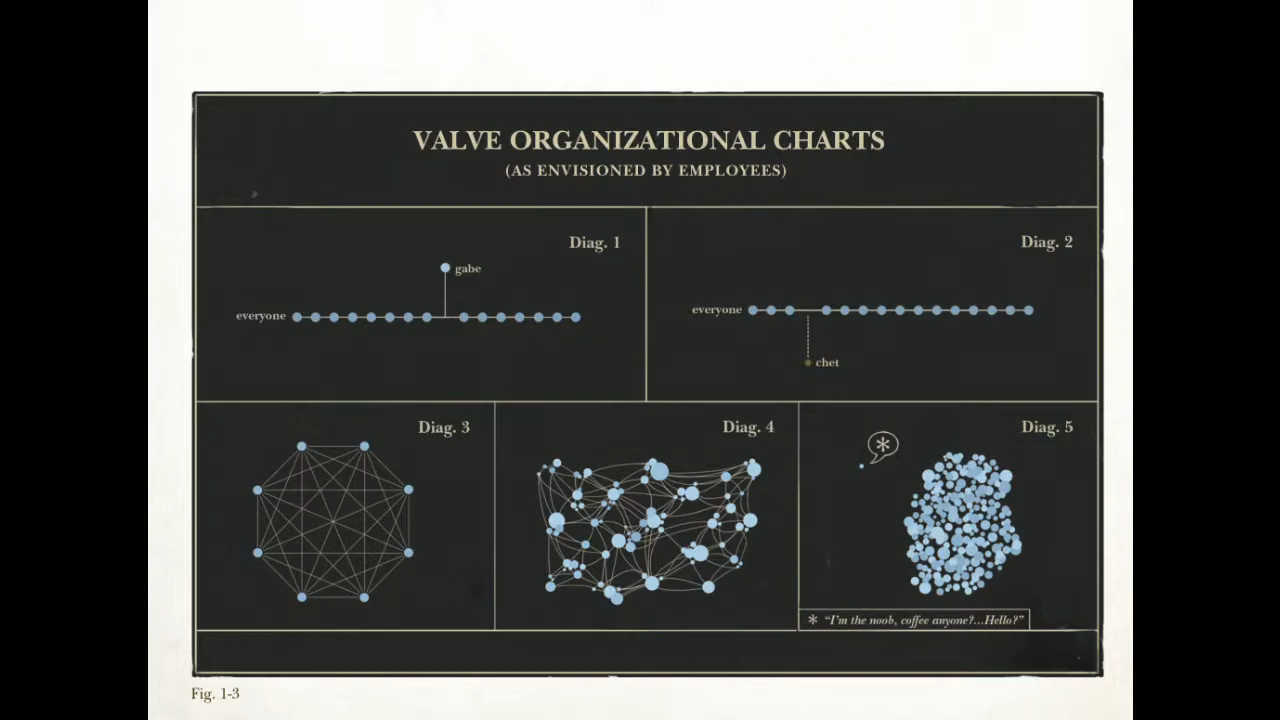 VALVE ORGANIZATIONAL CHARTS
(AS ENVISIONED BY EMPLOYEES)
Diag. 1
gabe
everyone
Diag. 2
everyone
chet
Diag. 3
Diag. 4
Diag. 5
*
* “I’m the noob, coffee anyone?...Hello?”
Fig. 1-3